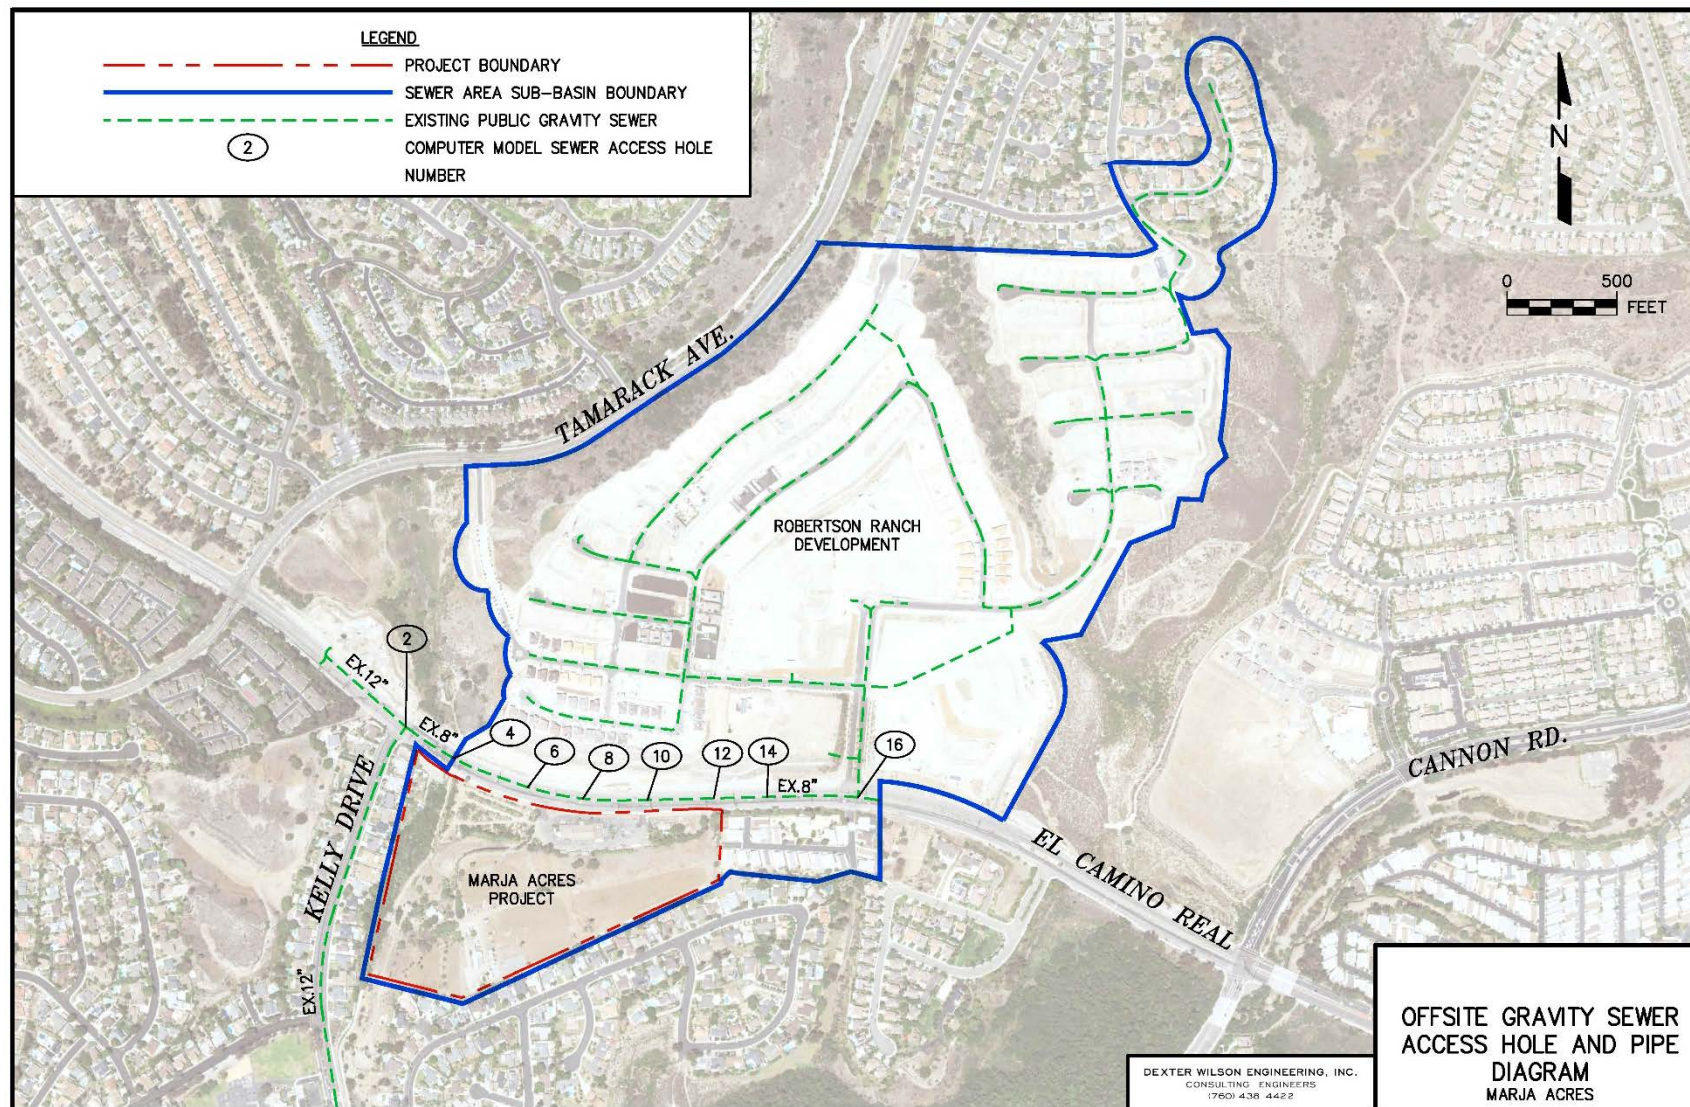 LEGEND
PROJECT BOUNDARY
SEWER AREA SUB-BASIN BOUNDARY
EXISTING PUBLIC GRAVITY SEWER
2
COMPUTER MODEL SEWER ACCESS HOLE
NUMBER
N
0 500
FEET
TAMARACK AVE.
ROBERTSON RANCH
DEVELOPMENT
2
EX.12"
EX.8"
4
6
8
10
12
14
16
EX.8"
CANNON RD.
KELLY DRIVE
EL CAMINO REAL
MARJA ACRES
PROJECT
EX.12"
OFFSITE GRAVITY SEWER
ACCESS HOLE AND PIPE
DIAGRAM
MARJA ACRES
DEXTER WILSON ENGINEERING, INC.
CONSULTING ENGINEERS
(760) 438 4422